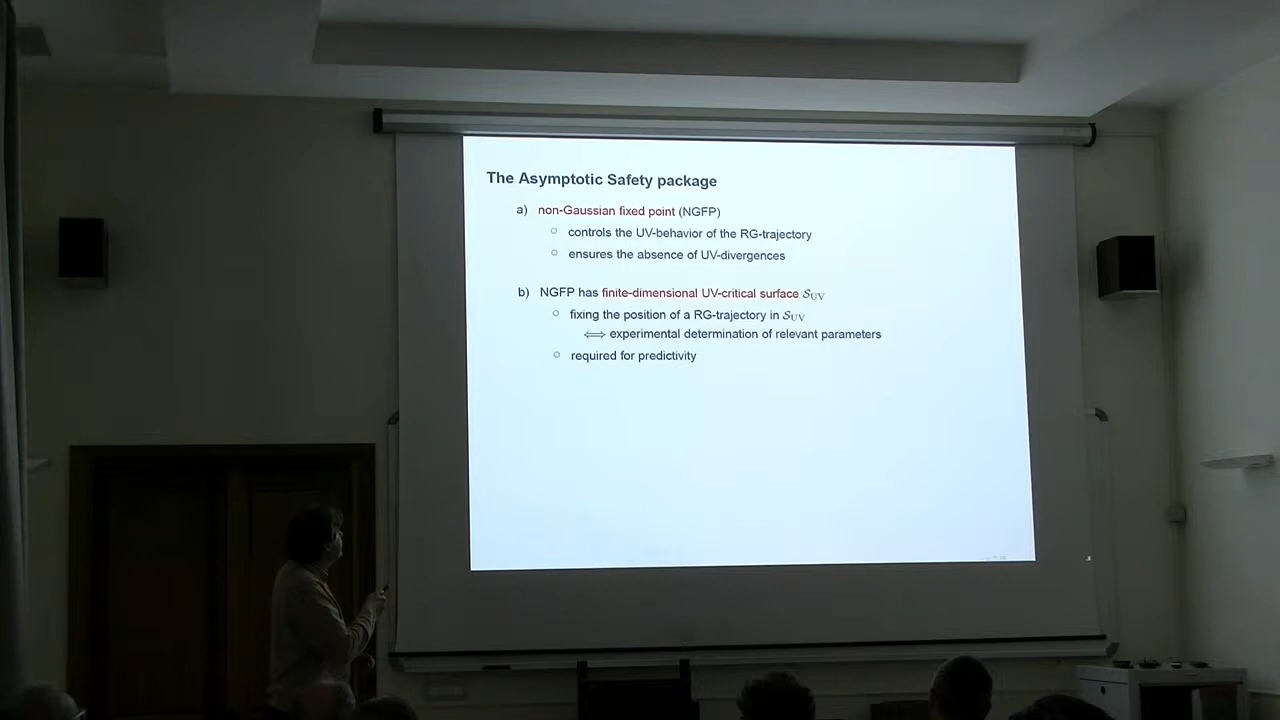 The Asymptotic Safety package
a) non-Gaussian fixed point (NGFP)
○ controls the UV-behavior of the RG-trajectory
○ ensures the absence of UV-divergences
b) NGFP has finite-dimensional UV-critical surface 𝒮UV
○ fixing the position of a RG-trajectory in 𝒮UV
⟺ experimental determination of relevant parameters
○ required for predictivity